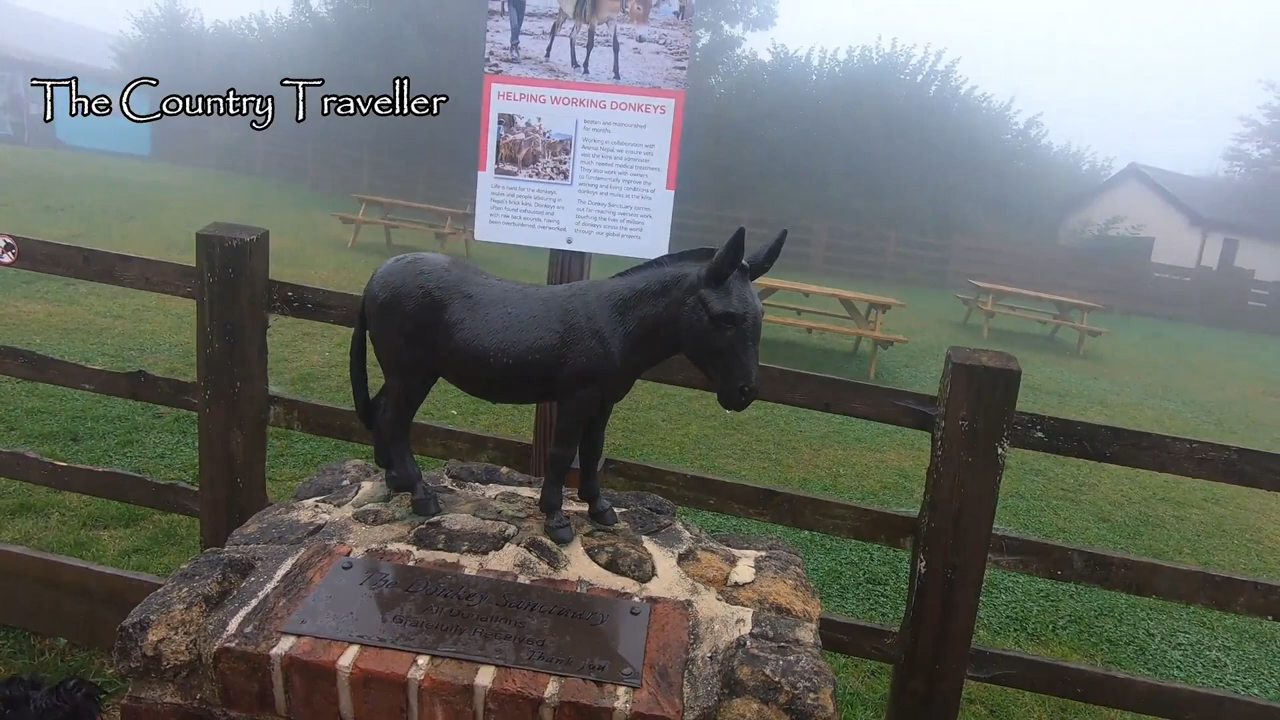 The Country Traveller
HELPING WORKING DONKEYS
beaten and malnourished
for months.
Working in collaboration with
Animal Nepal, we ensure vets
visit the kilns and administer
much needed medical treatment.
They also work with owners
to fundamentally improve the
working and living conditions of
donkeys and mules at the kilns.
The Donkey Sanctuary carries
out far-reaching overseas work
touching the lives of millions
of donkeys across the world
through our global projects.
Life is hard for the donkeys,
mules and people labouring in
Nepal's brick kilns. Donkeys are
often found exhausted and
with raw back wounds, having
been overburdened, overworked,
The Donkey Sanctuary
All Donations
Gratefully Received
Thank you